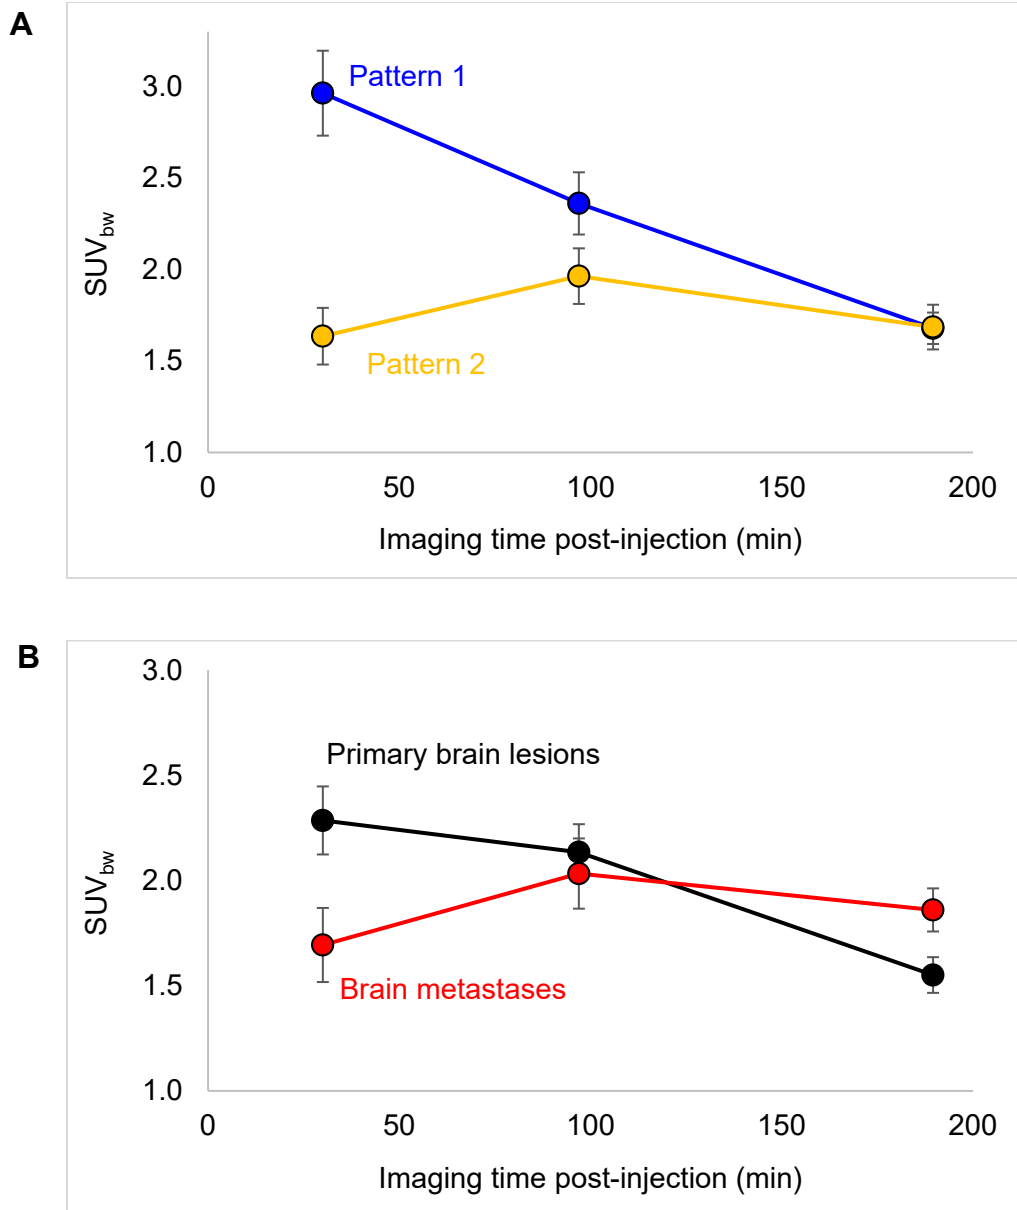 A
Pattern 1
3.0
2.5
2.0
1.5
1.0
SUVbw
Pattern 2
0 50 100 150 200
Imaging time post-injection (min)
B
3.0
2.5
2.0
1.5
1.0
SUVbw
Primary brain lesions
Brain metastases
0 50 100 150 200
Imaging time post-injection (min)